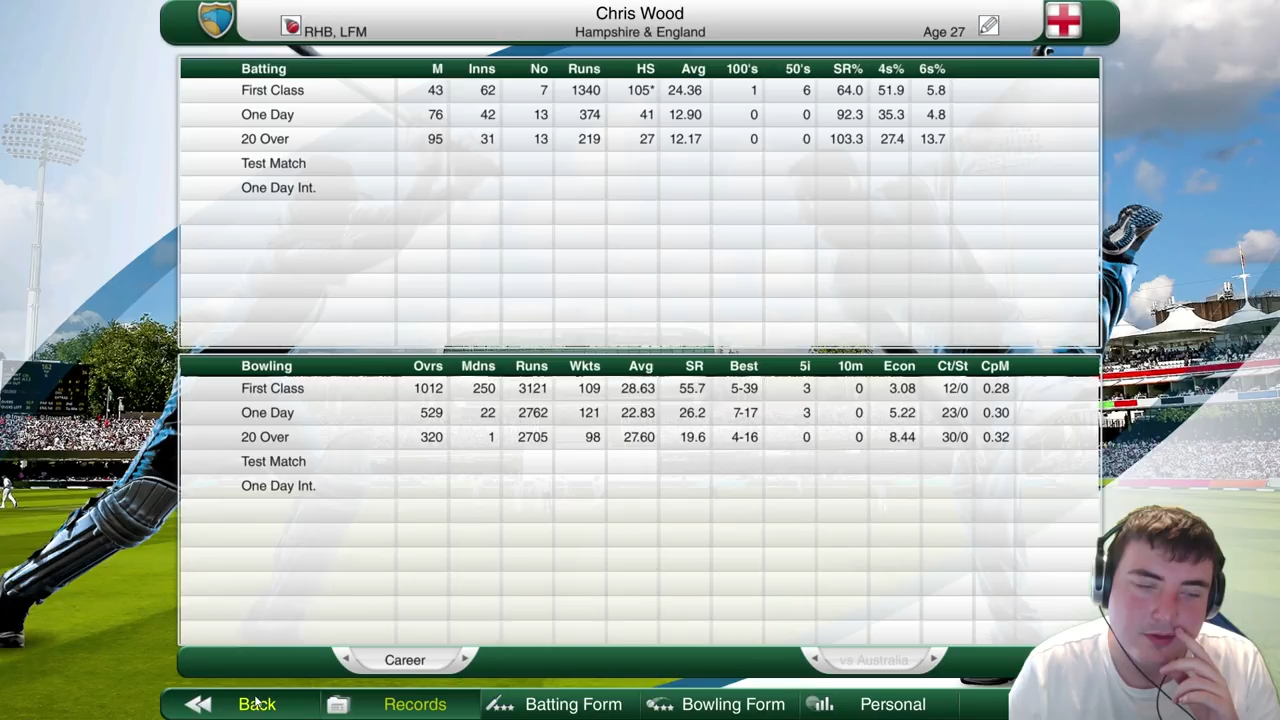 Chris Wood
RHB, LFM
Hampshire & England
Age 27
Batting M Inns No Runs HS Avg 100's 50's SR% 4s% 6s%
First Class 43 62 7 1340 105* 24.36 1 6 64.0 51.9 5.8
One Day 76 42 13 374 41 12.90 0 0 92.3 35.3 4.8
20 Over 95 31 13 219 27 12.17 0 0 103.3 27.4 13.7
Test Match
One Day Int.
Bowling Ovrs Mdns Runs Wkts Avg SR Best 5i 10m Econ Ct/St CpM
First Class 1012 250 3121 109 28.63 55.7 5-39 3 0 3.08 12/0 0.28
One Day 529 22 2762 121 22.83 26.2 7-17 3 0 5.22 23/0 0.30
20 Over 320 1 2705 98 27.60 19.6 4-16 0 0 8.44 30/0 0.32
Test Match
One Day Int.
Career
vs Australia
Back
Records
Batting Form
Bowling Form
Personal